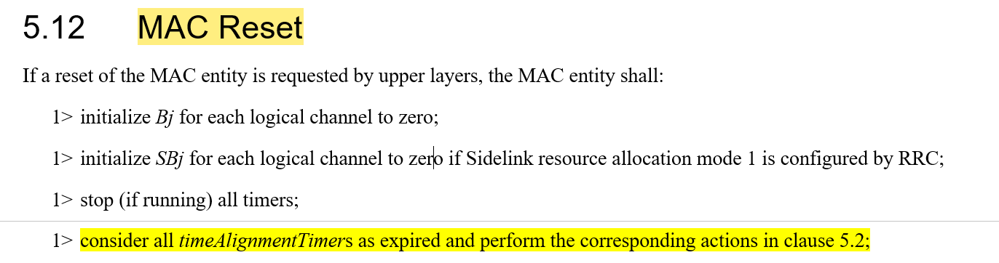 5.12 MAC Reset
If a reset of the MAC entity is requested by upper layers, the MAC entity shall:
1> initialize Bj for each logical channel to zero;
1> initialize SBj for each logical channel to zero if Sidelink resource allocation mode 1 is configured by RRC;
1> stop (if running) all timers;
1> consider all timeAlignmentTimers as expired and perform the corresponding actions in clause 5.2;